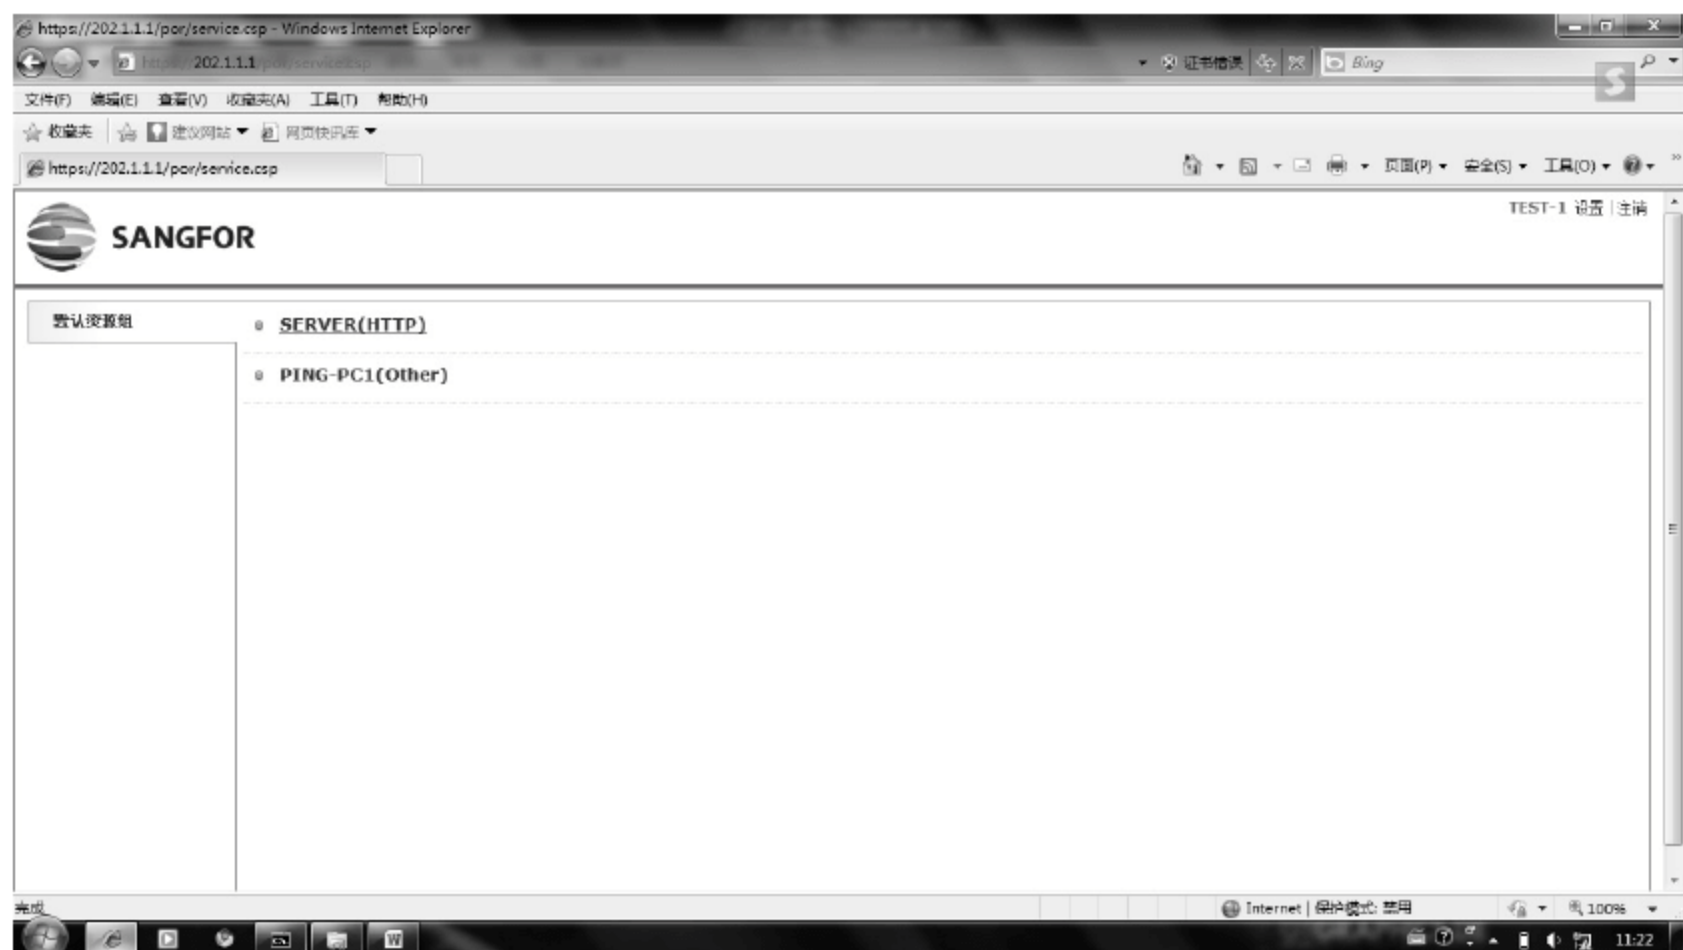 https://202.1.1.1/por/service.csp - Windows Internet Explorer
https://202.1.1.1/por/service.csp 证书错误 Bing
文件(F) 编辑(E) 查看(V) 收藏夹(A) 工具(T) 帮助(H)
收藏夹 建议网站 网页快讯库
https://202.1.1.1/por/service.csp 页面(P) 安全(S) 工具(O)
TEST-1 设置 | 注销
SANGFOR
默认资源组
SERVER(HTTP)
PING-PC1(Other)
完成 Internet | 保护模式: 禁用 100%
11:22